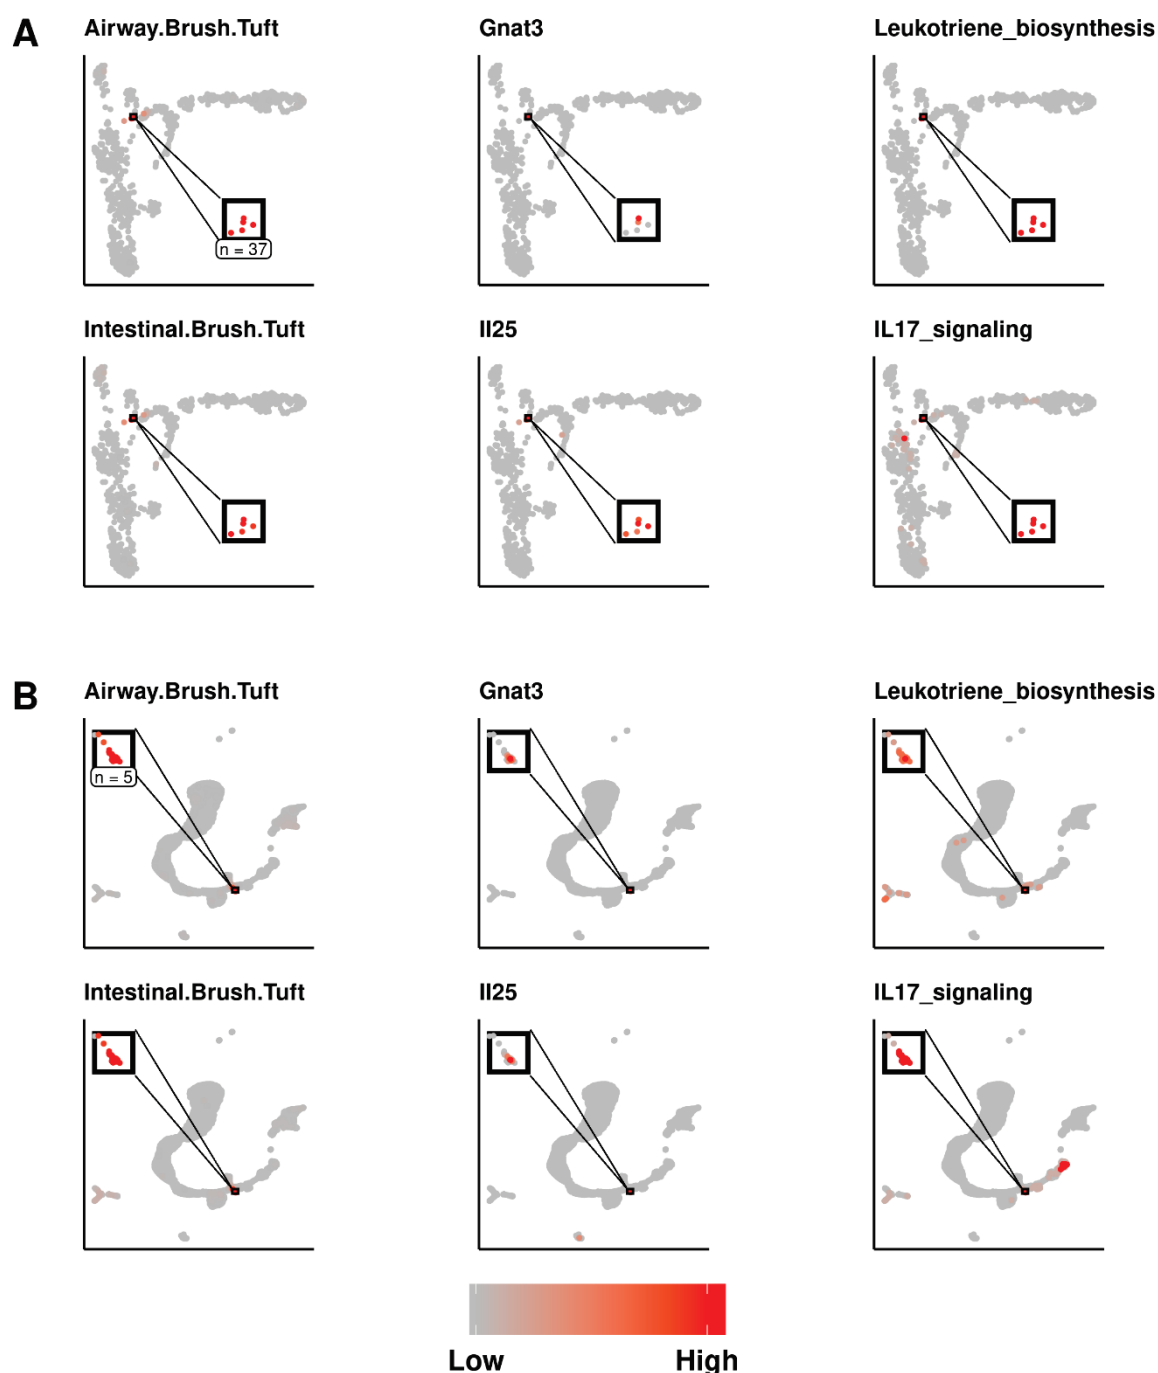 A
Airway.Brush.Tuft
Gnat3
Leukotriene_biosynthesis
n = 37
Intestinal.Brush.Tuft
Il25
IL17_signaling
B
Airway.Brush.Tuft
Gnat3
Leukotriene_biosynthesis
n = 5
Intestinal.Brush.Tuft
Il25
IL17_signaling
Low
High